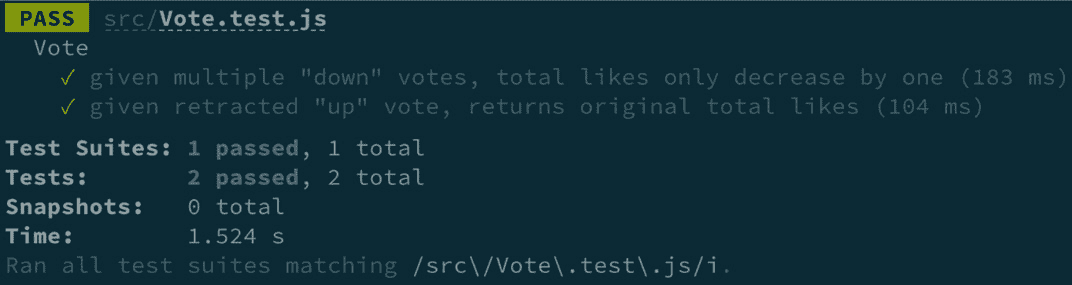 PASS src/Vote.test.js
Vote
✓ given multiple "down" votes, total likes only decrease by one (183 ms)
✓ given retracted "up" vote, returns original total likes (104 ms)
Test Suites: 1 passed, 1 total
Tests: 2 passed, 2 total
Snapshots: 0 total
Time: 1.524 s
Ran all test suites matching /src\/Vote\.test\.js/i.